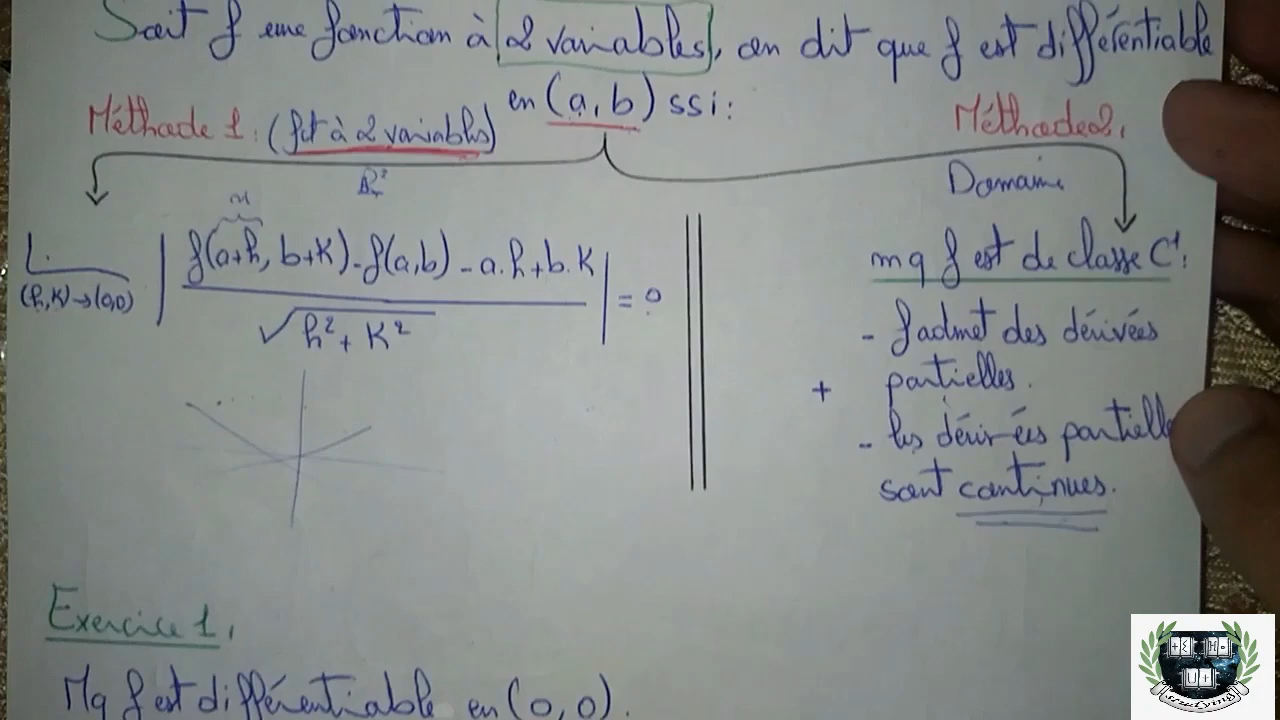 Soit f une fonction à 2 variables, on dit que f est différentiable
en (a, b) ssi:
Méthode 1: (fct à 2 variables)
ℝ²
x
L (h,K)→(0,0) | f(a+h, b+K) - f(a,b) - a.h + b.K / √h² + K² | = 0
Méthode 2:
Domaine
mq f est de classe C¹:
- f admet des dérivées
partielles.
+
- les dérivées partielle
sont continues.
Exercice 1:
Mq f est différentiable en (0,0).